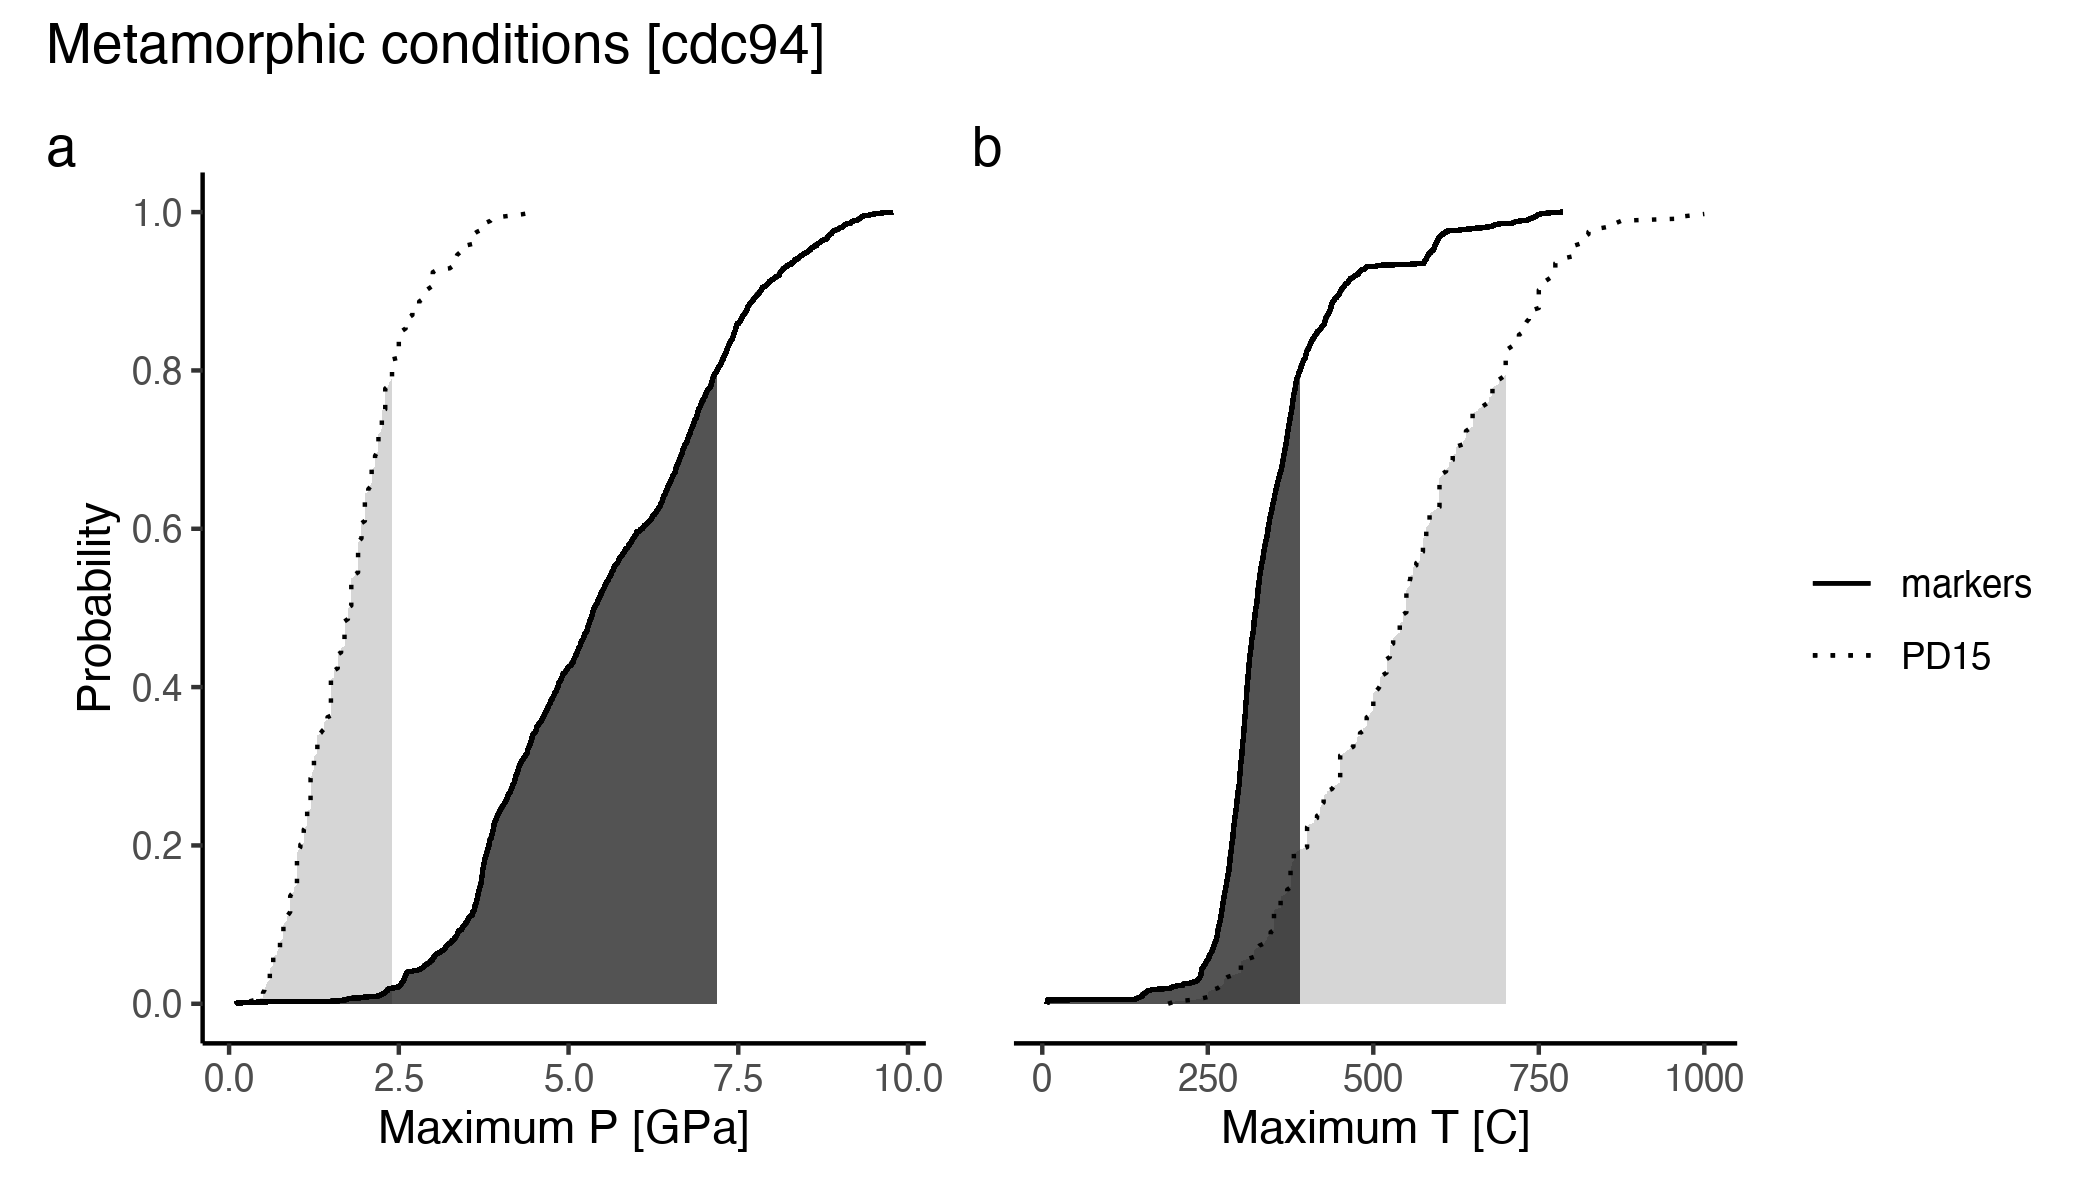 Metamorphic conditions [cdc94]
a
b
Probability
1.0
0.8
0.6
0.4
0.2
0.0
0.0 2.5 5.0 7.5 10.0
Maximum P [GPa]
0 250 500 750 1000
Maximum T [C]
markers
PD15